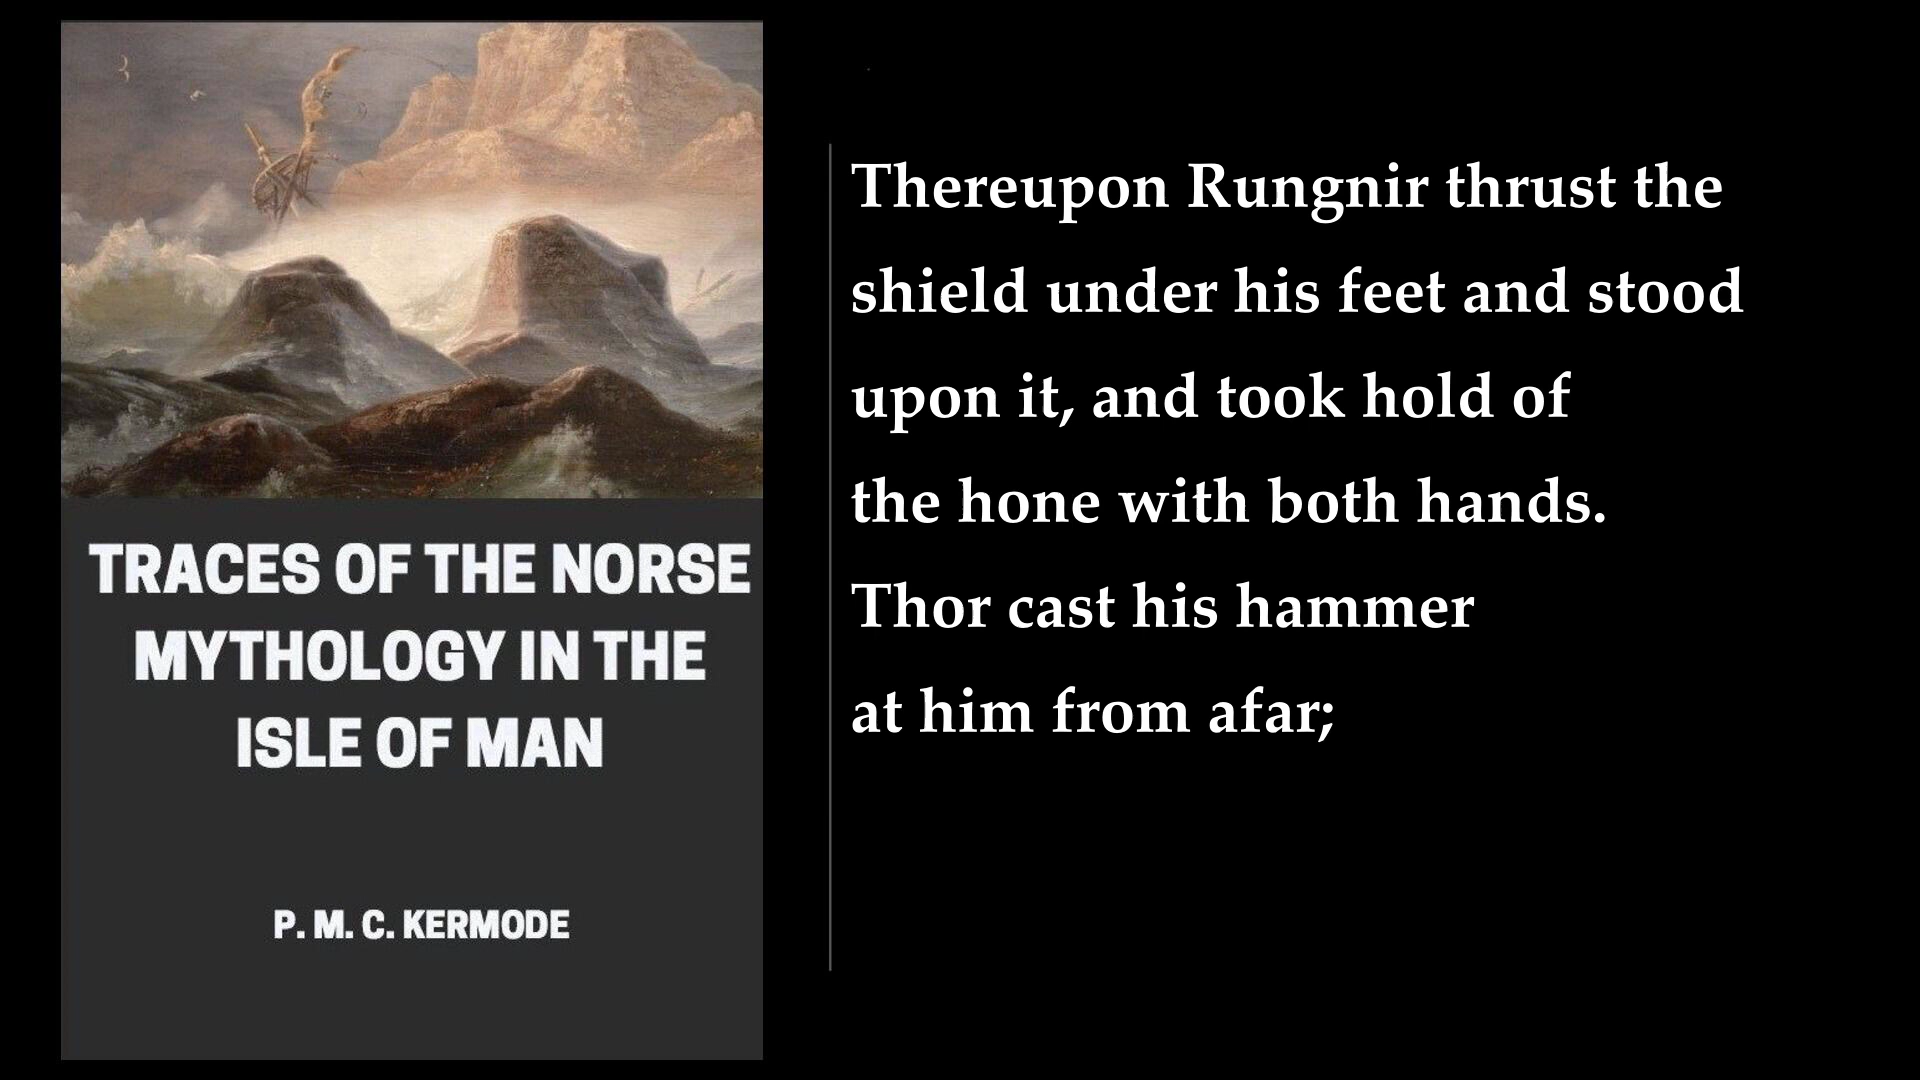 TRACES OF THE NORSE
MYTHOLOGY IN THE
ISLE OF MAN
P. M. C. KERMODE
Thereupon Rungnir thrust the
shield under his feet and stood
upon it, and took hold of
the hone with both hands.
Thor cast his hammer
at him from afar;